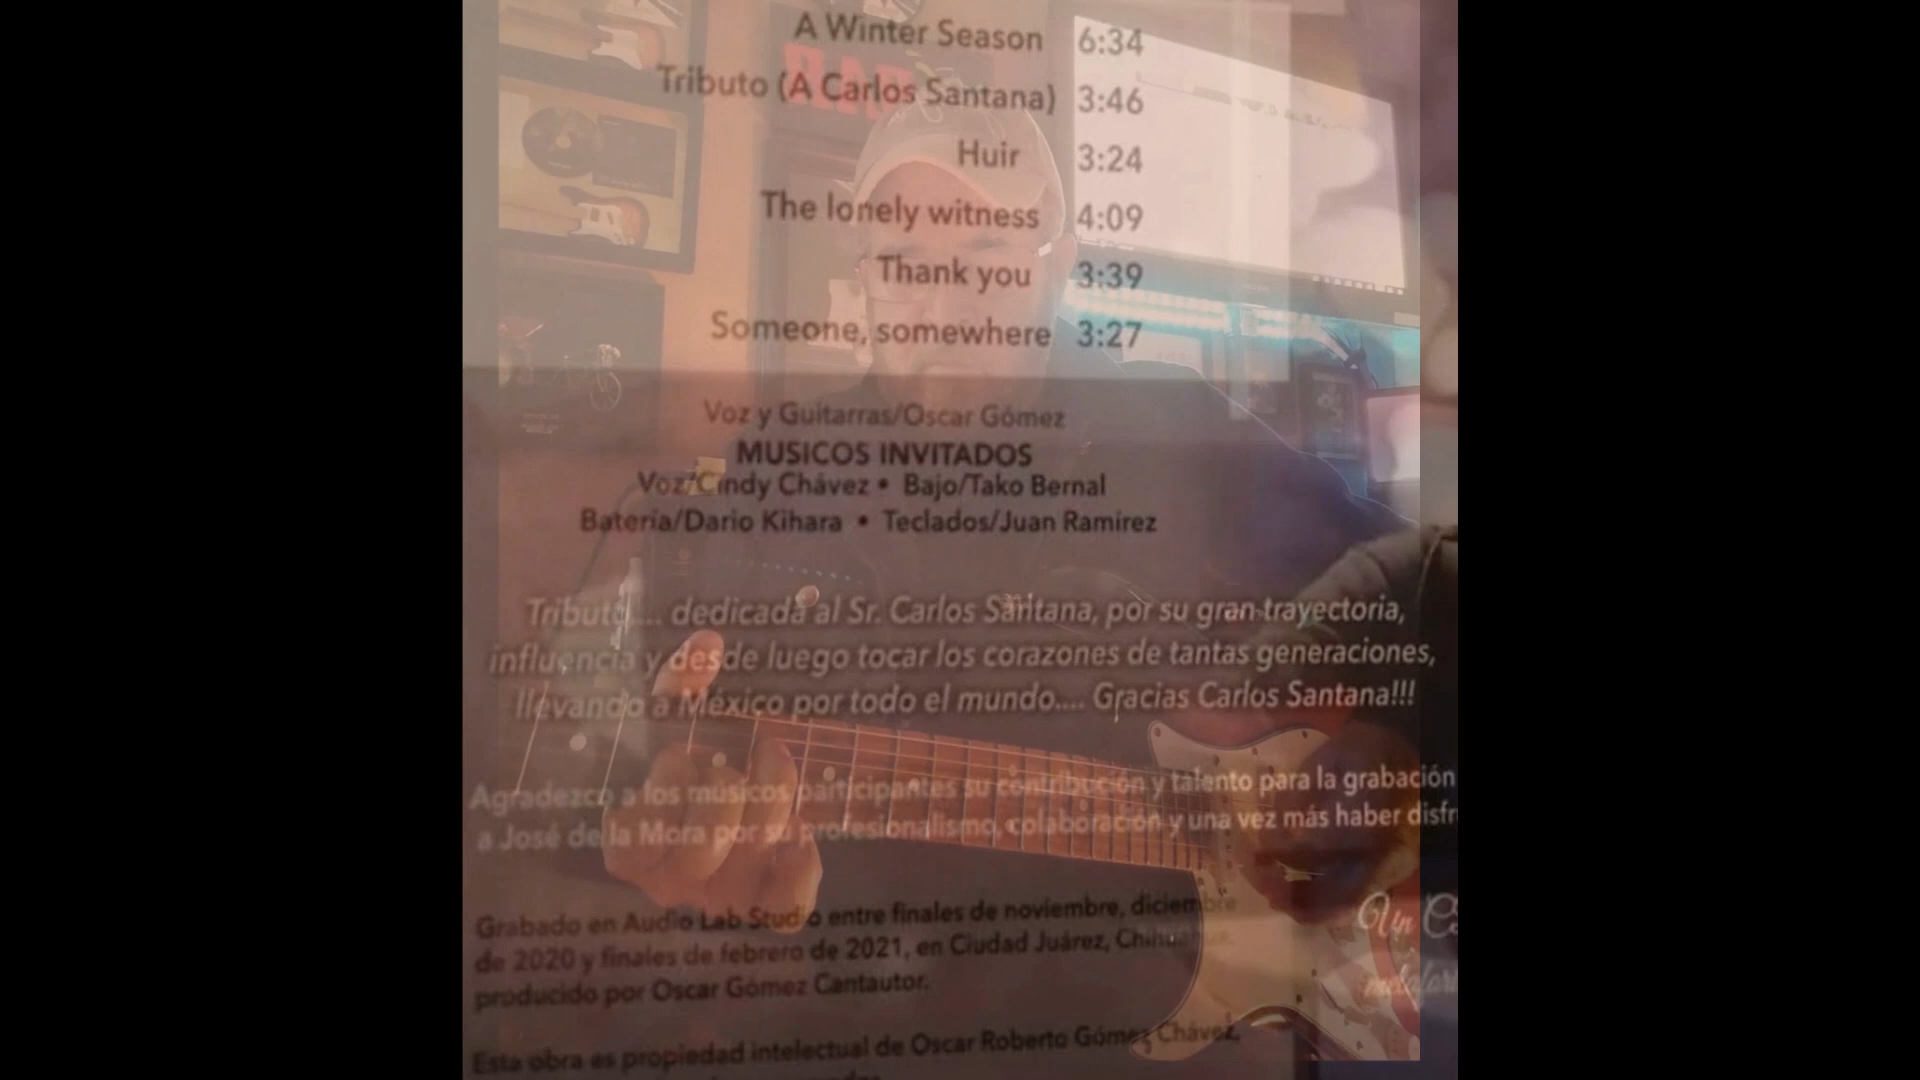 A Winter Season 6:34
Tributo (A Carlos Santana) 3:46
Huir 3:24
The lonely witness 4:09
Thank you 3:39
Someone, somewhere 3:27
Voz y Guitarras/Oscar Gómez
MUSICOS INVITADOS
Voz/Cindy Chávez • Bajo/Tako Bernal
Batería/Dario Kihara • Teclados/Juan Ramírez
Tributo.... dedicada al Sr. Carlos Santana, por su gran trayectoria,
influencia y desde luego tocar los corazones de tantas generaciones,
llevando a México por todo el mundo.... Gracias Carlos Santana!!!
Agradezco a los músicos participantes su contribución y talento para la grabación
a José de la Mora por su profesionalismo, colaboración y una vez más haber disfr
Grabado en Audio Lab Studio entre finales de noviembre, diciembre
de 2020 y finales de febrero de 2021, en Ciudad Juárez, Chihuahua,
producido por Oscar Gómez Cantautor.
Esta obra es propiedad intelectual de Oscar Roberto Gómez Chávez,
Un